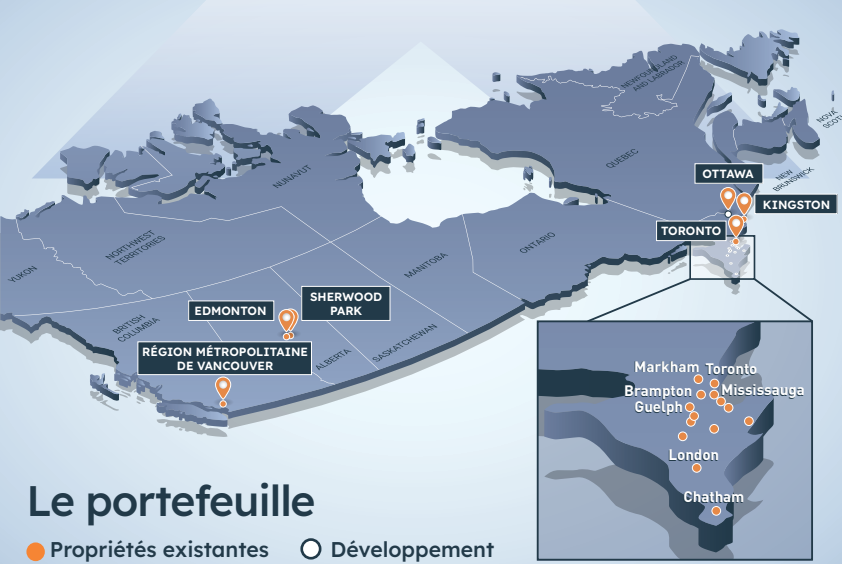 NEWFOUNDLAND
AND LABRADOR
NOVA
SCOTI
NUNAVUT
QUEBEC
NEW
BRUNSWICK
OTTAWA
KINGSTON
TORONTO
NORTHWEST
TERRITORIES
YUKON
MANITOBA
ONTARIO
EDMONTON
SHERWOOD
PARK
BRITISH
COLUMBIA
RÉGION MÉTROPOLITAINE
DE VANCOUVER
ALBERTA
SASKATCHEWAN
Markham
Toronto
Brampton
Mississauga
Guelph
London
Chatham
Le portefeuille
Propriétés existantes
Développement